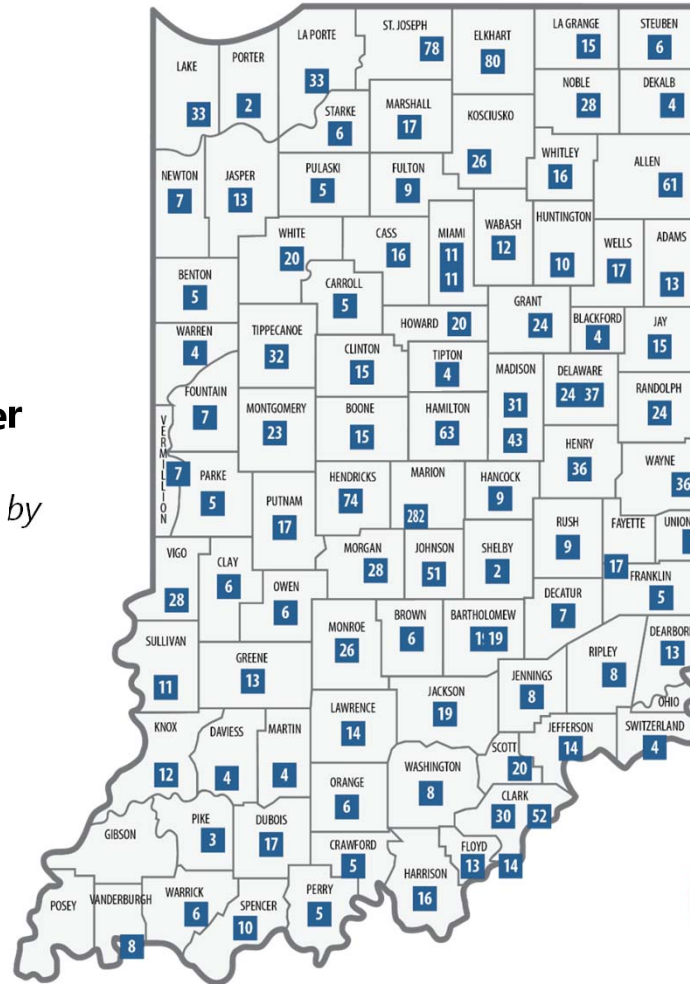 LAKE
33
PORTER
2
LA PORTE
33
ST. JOSEPH
78
ELKHART
80
LA GRANGE
15
STEUBEN
6
NOBLE
28
DEKALB
4
STARKE
6
MARSHALL
17
KOSCIUSKO
26
WHITLEY
16
ALLEN
61
NEWTON
7
JASPER
13
PULASKI
5
FULTON
9
WHITE
20
CASS
16
MIAMI
11
11
WABASH
12
HUNTINGTON
10
WELLS
17
ADAMS
13
BENTON
5
CARROLL
5
HOWARD 20
GRANT
24
BLACKFORD
4
JAY
15
WARREN
4
TIPPECANOE
32
CLINTON
15
TIPTON
4
MADISON
31
43
DELAWARE
24 37
RANDOLPH
24
FOUNTAIN
7
MONTGOMERY
23
BOONE
15
HAMILTON
63
HENRY
36
WAYNE
36
er
by
VERMILLION
7
PARKE
5
PUTNAM
17
HENDRICKS
74
MARION
282
HANCOCK
9
RUSH
9
FAYETTE
17
UNION
FRANKLIN
5
VIGO
28
CLAY
6
OWEN
6
MORGAN
28
JOHNSON
51
SHELBY
2
DECATUR
7
SULLIVAN
11
GREENE
13
MONROE
26
BROWN
6
BARTHOLOMEW
19
JENNINGS
8
RIPLEY
8
DEARBOR
13
OHIO
KNOX
12
DAVIESS
4
MARTIN
4
LAWRENCE
14
JACKSON
19
SCOTT
20
JEFFERSON
14
SWITZERLAND
4
ORANGE
6
WASHINGTON
8
CLARK
30
52
GIBSON
PIKE
3
DUBOIS
17
CRAWFORD
5
HARRISON
16
FLOYD
13
14
POSEY
VANDERBURGH
8
WARRICK
6
SPENCER
10
PERRY
5